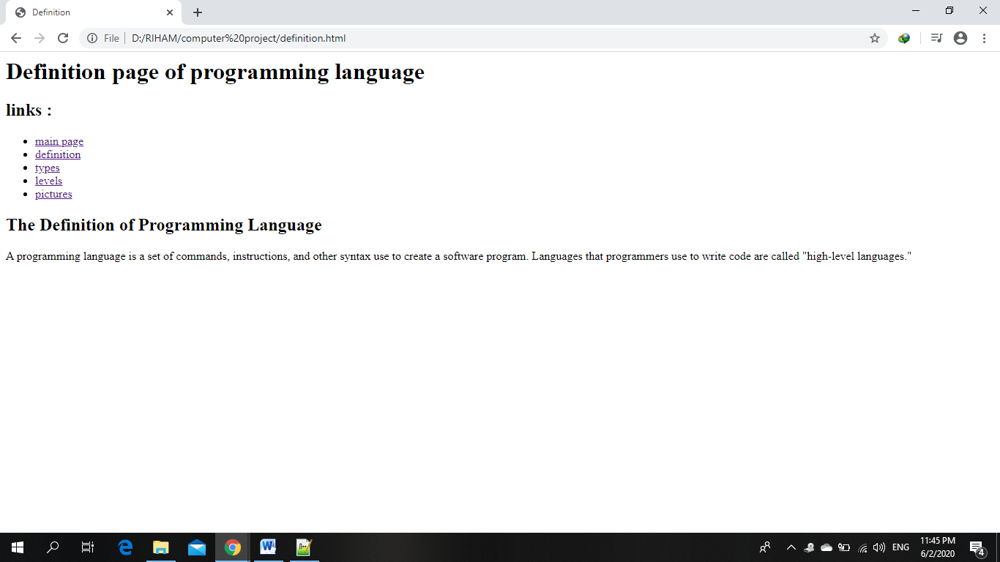 Definition
File D:/RIHAM/computer%20project/definition.html
Definition page of programming language
links :
main page
definition
types
levels
pictures
The Definition of Programming Language
A programming language is a set of commands, instructions, and other syntax use to create a software program. Languages that programmers use to write code are called "high-level languages."
ENG
11:45 PM
6/2/2020
4